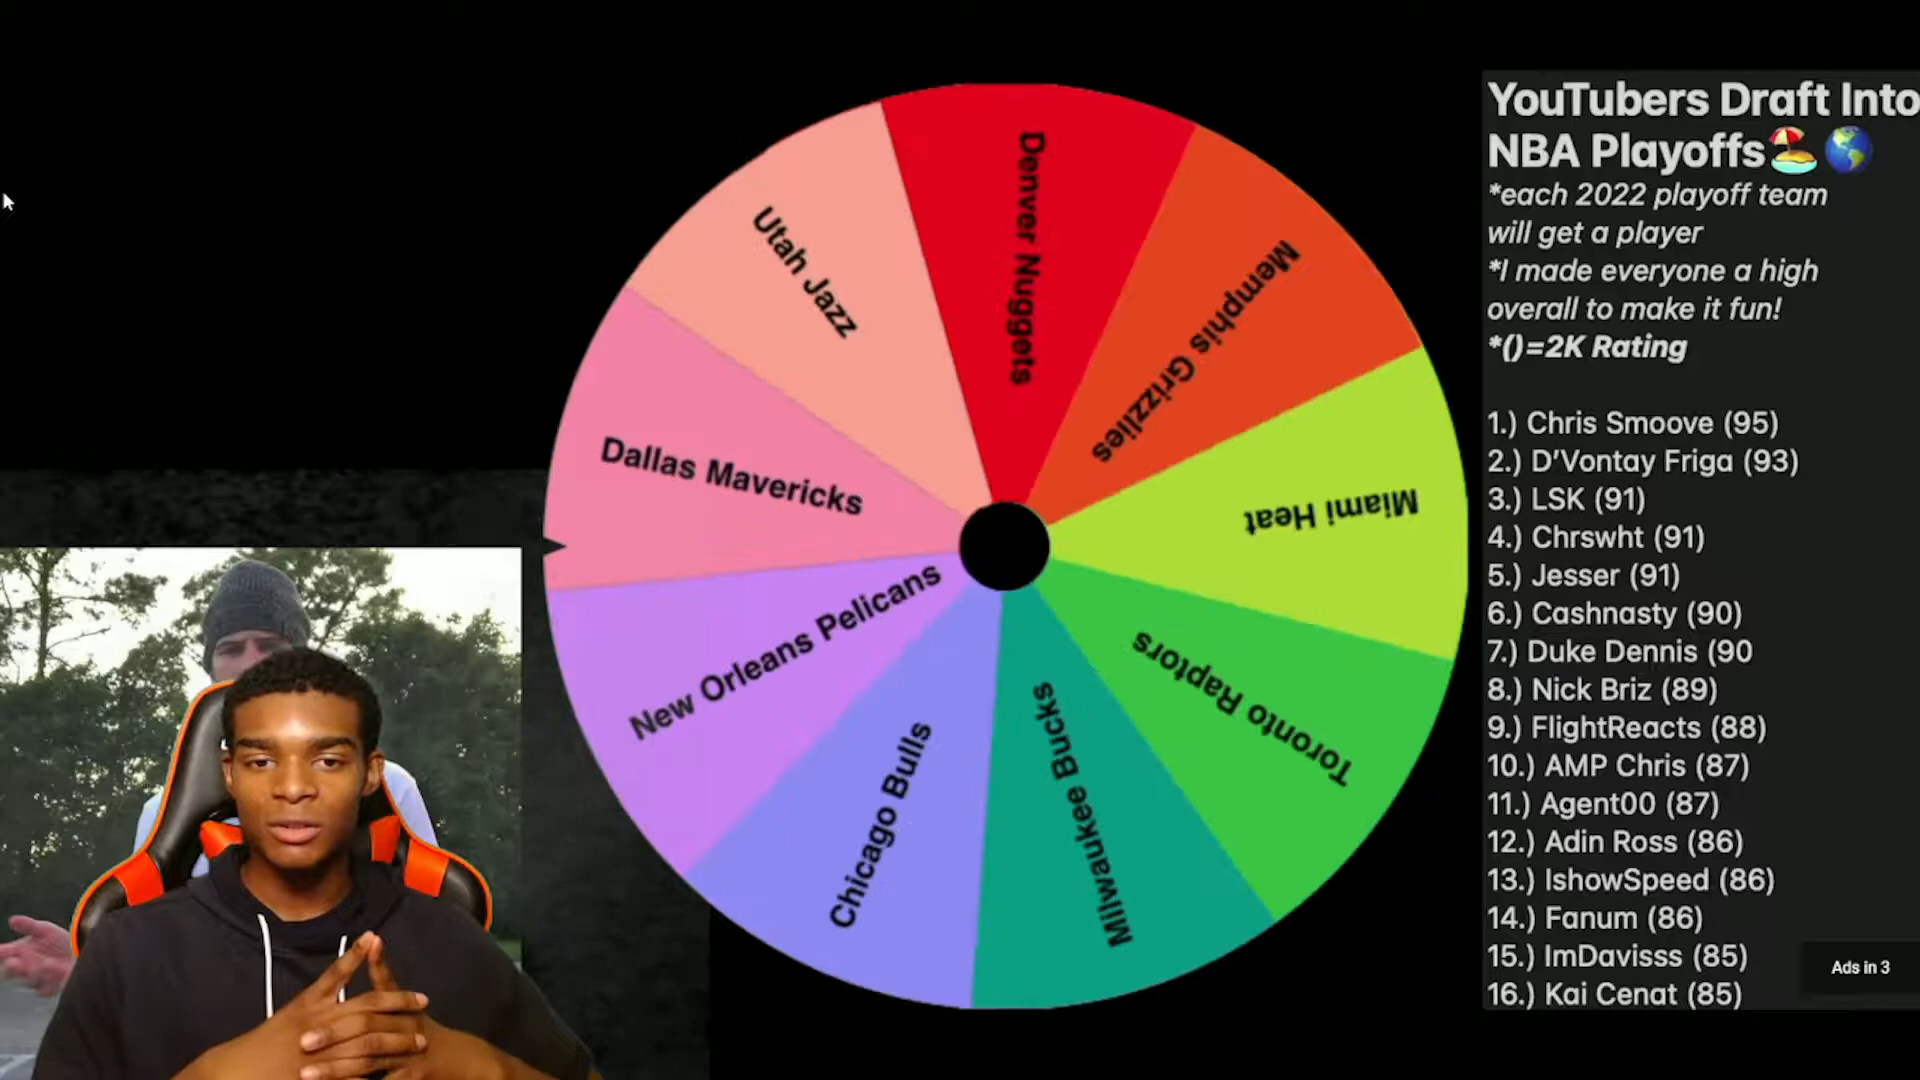 Denver Nuggets
Memphis Grizzlies
Miami Heat
Toronto Raptors
Milwaukee Bucks
Chicago Bulls
New Orleans Pelicans
Dallas Mavericks
Utah Jazz
YouTubers Draft Into
NBA Playoffs🏖️🌎
*each 2022 playoff team
will get a player
*I made everyone a high
overall to make it fun!
*()=2K Rating
1.) Chris Smoove (95)
2.) D’Vontay Friga (93)
3.) LSK (91)
4.) Chrswht (91)
5.) Jesser (91)
6.) Cashnasty (90)
7.) Duke Dennis (90
8.) Nick Briz (89)
9.) FlightReacts (88)
10.) AMP Chris (87)
11.) Agent00 (87)
12.) Adin Ross (86)
13.) IshowSpeed (86)
14.) Fanum (86)
15.) ImDavisss (85)
16.) Kai Cenat (85)
Ads in 3